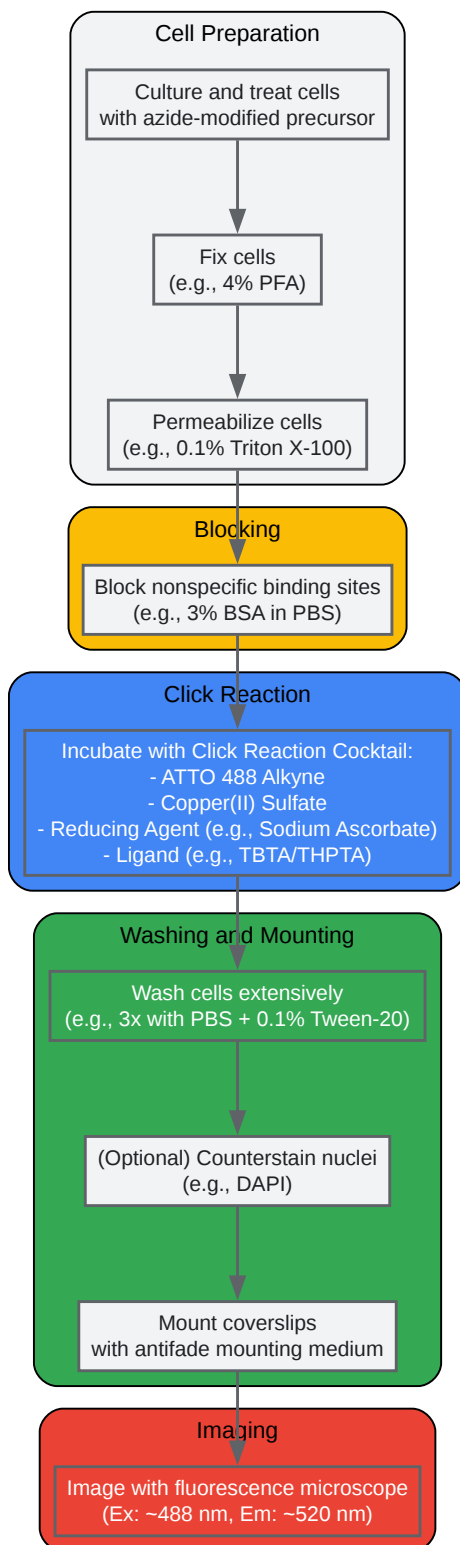 Cell Preparation
Culture and treat cells
with azide-modified precursor
Fix cells
(e.g., 4% PFA)
Permeabilize cells
(e.g., 0.1% Triton X-100)
Blocking
Block nonspecific binding sites
(e.g., 3% BSA in PBS)
Click Reaction
Incubate with Click Reaction Cocktail:
- ATTO 488 Alkyne
- Copper(II) Sulfate
- Reducing Agent (e.g., Sodium Ascorbate)
- Ligand (e.g., TBTA/THPTA)
Washing and Mounting
Wash cells extensively
(e.g., 3x with PBS + 0.1% Tween-20)
(Optional) Counterstain nuclei
(e.g., DAPI)
Mount coverslips
with antifade mounting medium
Imaging
Image with fluorescence microscope
(Ex: ~488 nm, Em: ~520 nm)